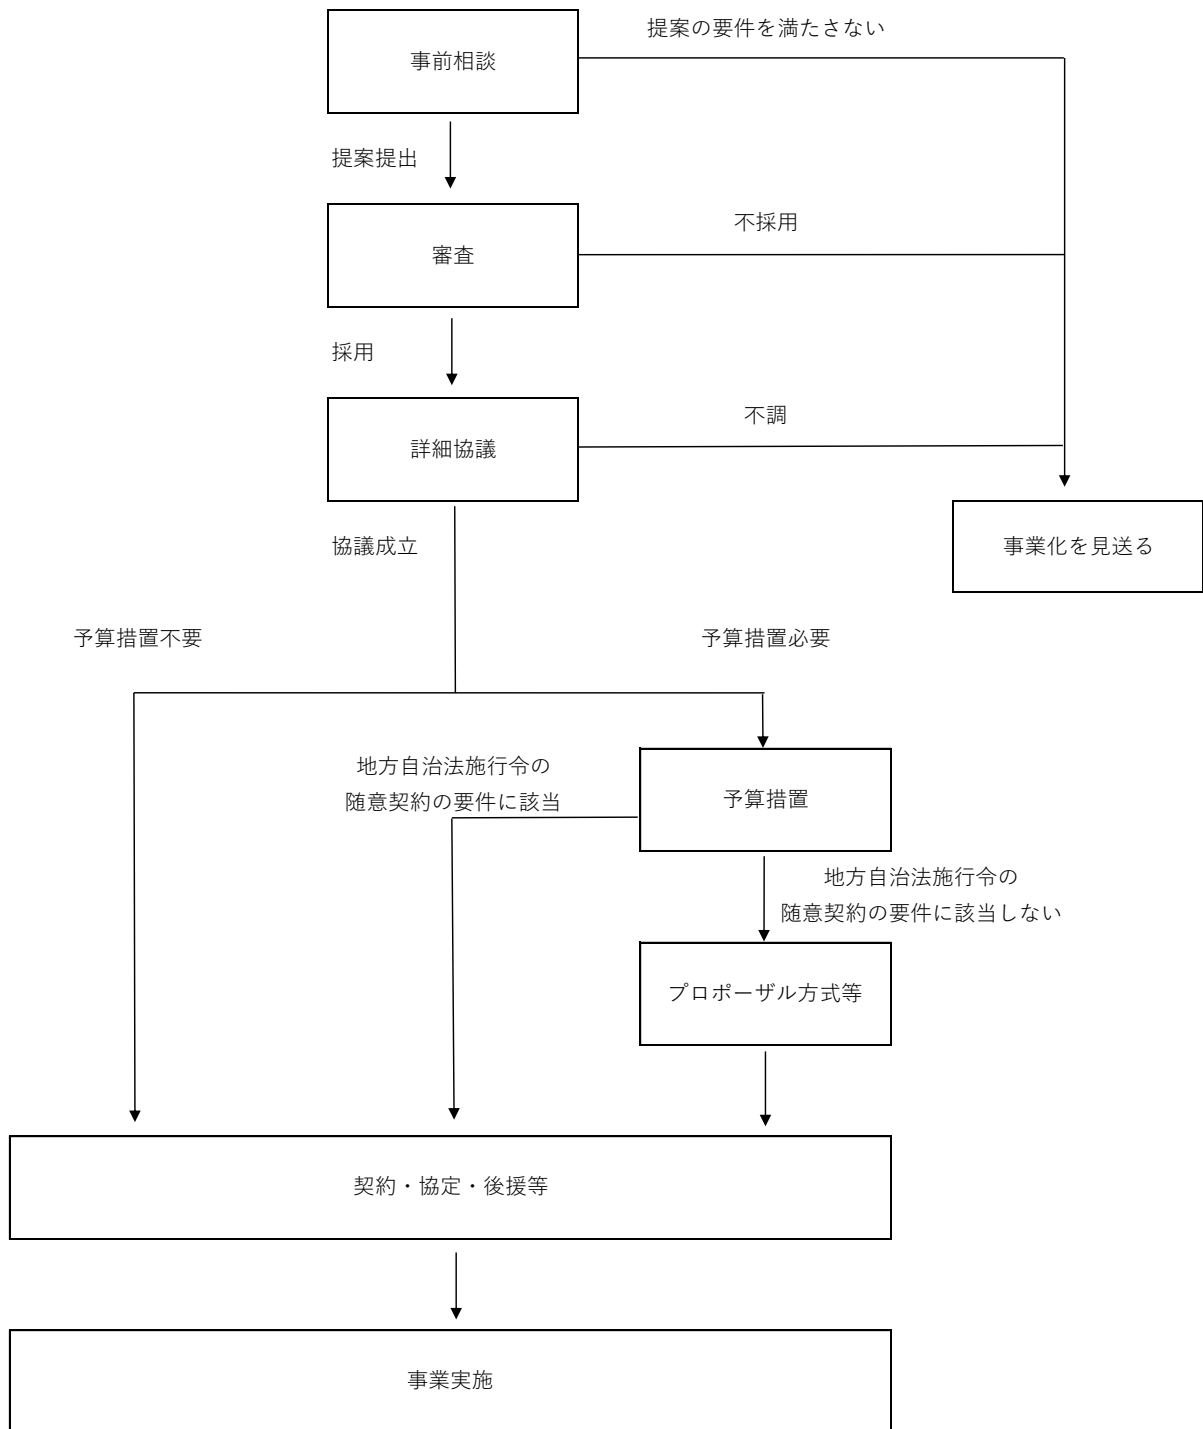 提案の要件を満たさない
事前相談
提案提出
不採用
審査
採用
不調
詳細協議
協議成立
事業化を見送る
予算措置不要
予算措置必要
地方自治法施行令の
随意契約の要件に該当
予算措置
地方自治法施行令の
随意契約の要件に該当しない
プロポーザル方式等
契約・協定・後援等
事業実施